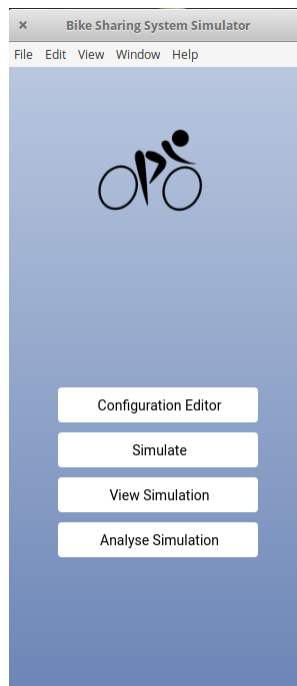 Bike Sharing System Simulator
File Edit View Window Help
Configuration Editor
Simulate
View Simulation
Analyse Simulation